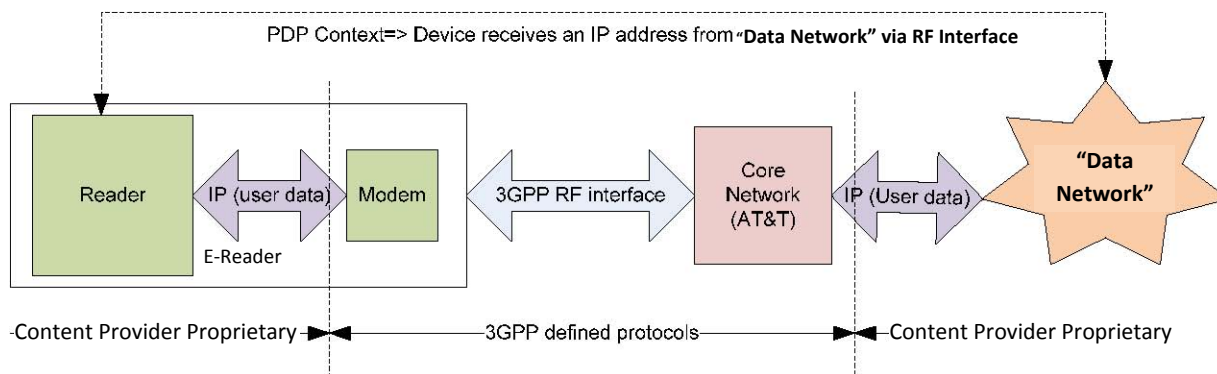 PDP Context=> Device receives an IP address from “Data Network” via RF Interface
Reader
IP (user data)
Modem
E-Reader
3GPP RF interface
Core
Network
(AT&T)
IP (User data)
“Data
Network”
Content Provider Proprietary
3GPP defined protocols
Content Provider Proprietary